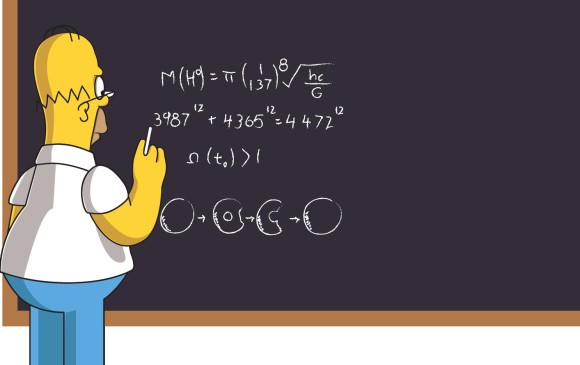 M(H⁰) = π (1/137)⁸ √(hc/G)
3987¹² + 4365¹² = 4472¹²
Ω(t₀) > 1